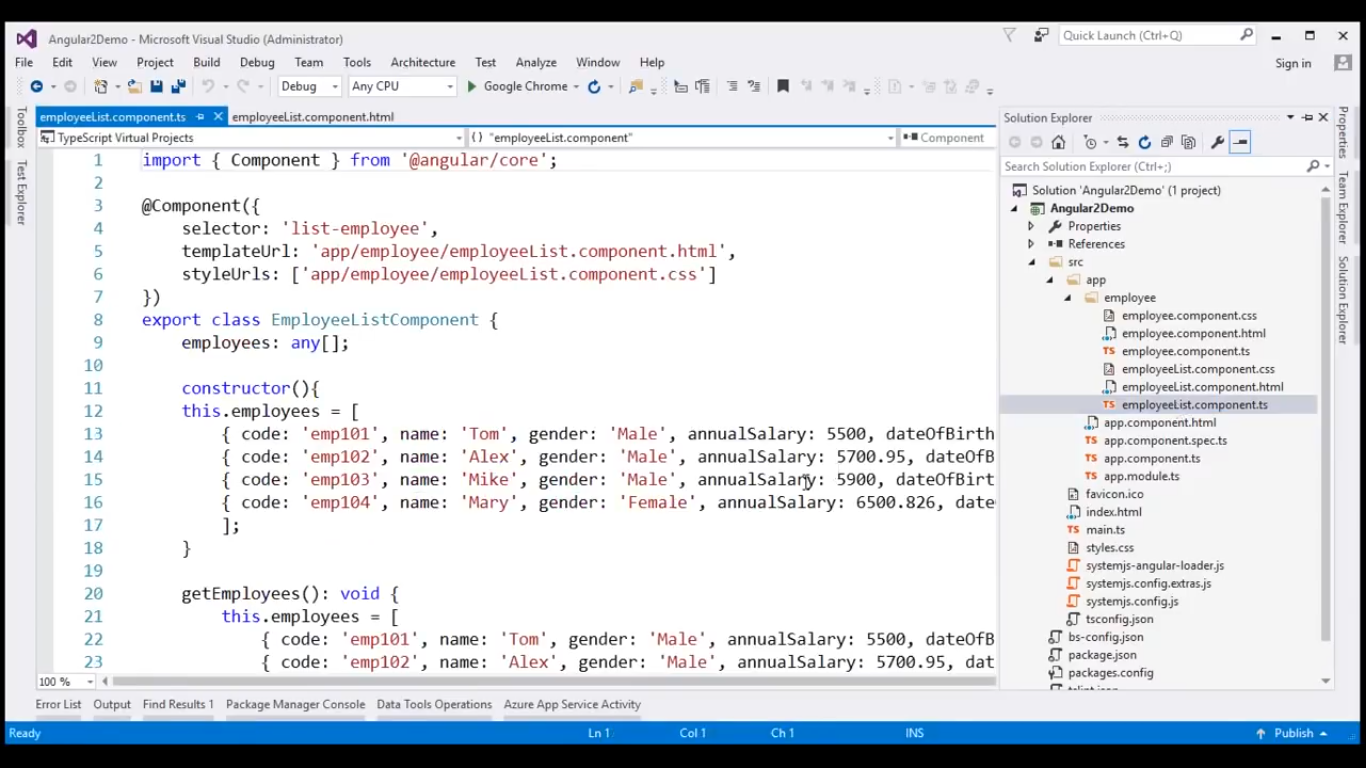 Angular2Demo - Microsoft Visual Studio (Administrator)
Quick Launch (Ctrl+Q)
File Edit View Project Build Debug Team Tools Architecture Test Analyze Window Help
Sign in
Debug Any CPU Google Chrome
Toolbox
Test Explorer
employeeList.component.ts employeeList.component.html
TypeScript Virtual Projects {} "employeeList.component" Component
1 import { Component } from '@angular/core';
2
3 @Component({
4 selector: 'list-employee',
5 templateUrl: 'app/employee/employeeList.component.html',
6 styleUrls: ['app/employee/employeeList.component.css']
7 })
8 export class EmployeeListComponent {
9 employees: any[];
10
11 constructor(){
12 this.employees = [
13 { code: 'emp101', name: 'Tom', gender: 'Male', annualSalary: 5500, dateOfBirth
14 { code: 'emp102', name: 'Alex', gender: 'Male', annualSalary: 5700.95, dateOfB
15 { code: 'emp103', name: 'Mike', gender: 'Male', annualSalary: 5900, dateOfBirt
16 { code: 'emp104', name: 'Mary', gender: 'Female', annualSalary: 6500.826, date
17 ];
18 }
19
20 getEmployees(): void {
21 this.employees = [
22 { code: 'emp101', name: 'Tom', gender: 'Male', annualSalary: 5500, dateOfB
23 { code: 'emp102', name: 'Alex', gender: 'Male', annualSalary: 5700.95, dat
100 %
Solution Explorer
Search Solution Explorer (Ctrl+;)
Solution 'Angular2Demo' (1 project)
Angular2Demo
Properties
References
src
app
employee
employee.component.css
employee.component.html
TS employee.component.ts
employeeList.component.css
employeeList.component.html
TS employeeList.component.ts
app.component.html
TS app.component.spec.ts
TS app.component.ts
TS app.module.ts
favicon.ico
index.html
TS main.ts
styles.css
systemjs-angular-loader.js
systemjs.config.extras.js
systemjs.config.js
tsconfig.json
bs-config.json
package.json
packages.config
Properties
Team Explorer
Solution Explorer
Error List Output Find Results 1 Package Manager Console Data Tools Operations Azure App Service Activity
Ready Ln 1 Col 1 Ch 1 INS Publish